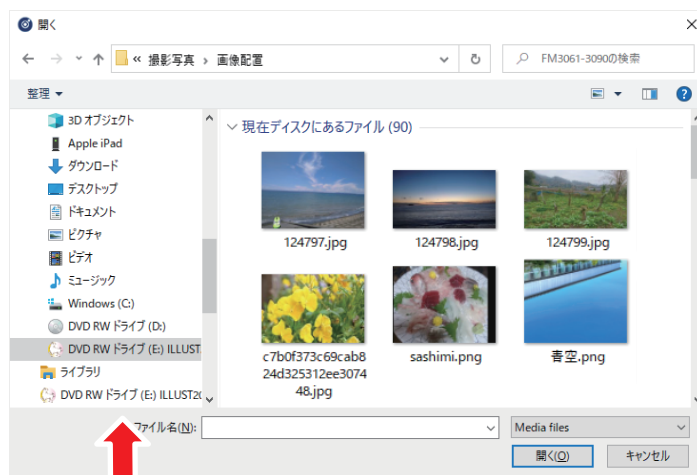 開く
« 撮影写真 › 画像配置
FM3061-3090の検索
整理
現在ディスクにあるファイル (90)
3D オブジェクト
Apple iPad
ダウンロード
デスクトップ
ドキュメント
ピクチャ
ビデオ
ミュージック
Windows (C:)
DVD RW ドライブ (D:)
DVD RW ドライブ (E:) ILLUST
ライブラリ
DVD RW ドライブ (E:) ILLUST20
124797.jpg
124798.jpg
124799.jpg
c7b0f373c69cab8
24d325312ee3074
48.jpg
sashimi.png
青空.png
ファイル名(N):
Media files
開く(O)
キャンセル